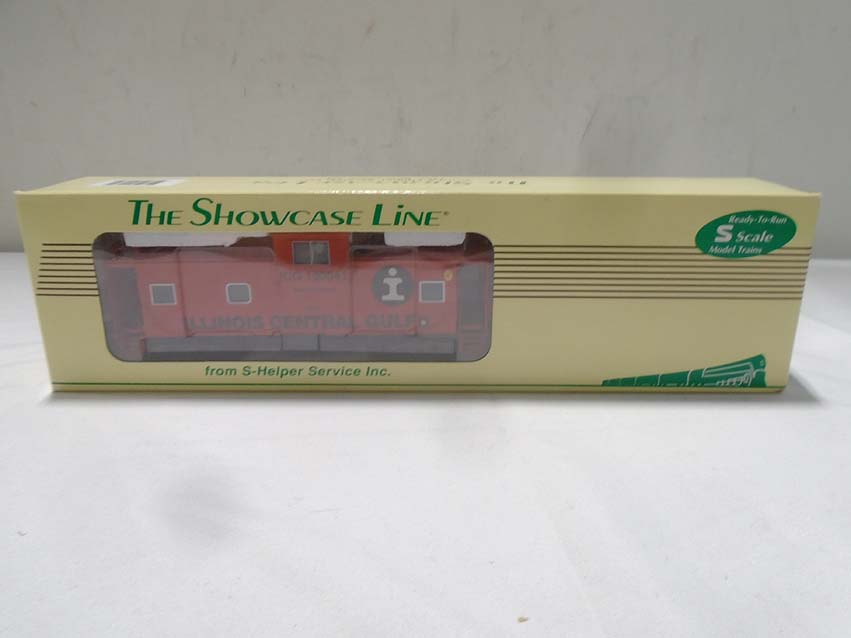 THE SHOWCASE LINE®
Ready-To-Run
S Scale
Model Trains
i
ILLINOIS CENTRAL GULF
from S-Helper Service Inc.